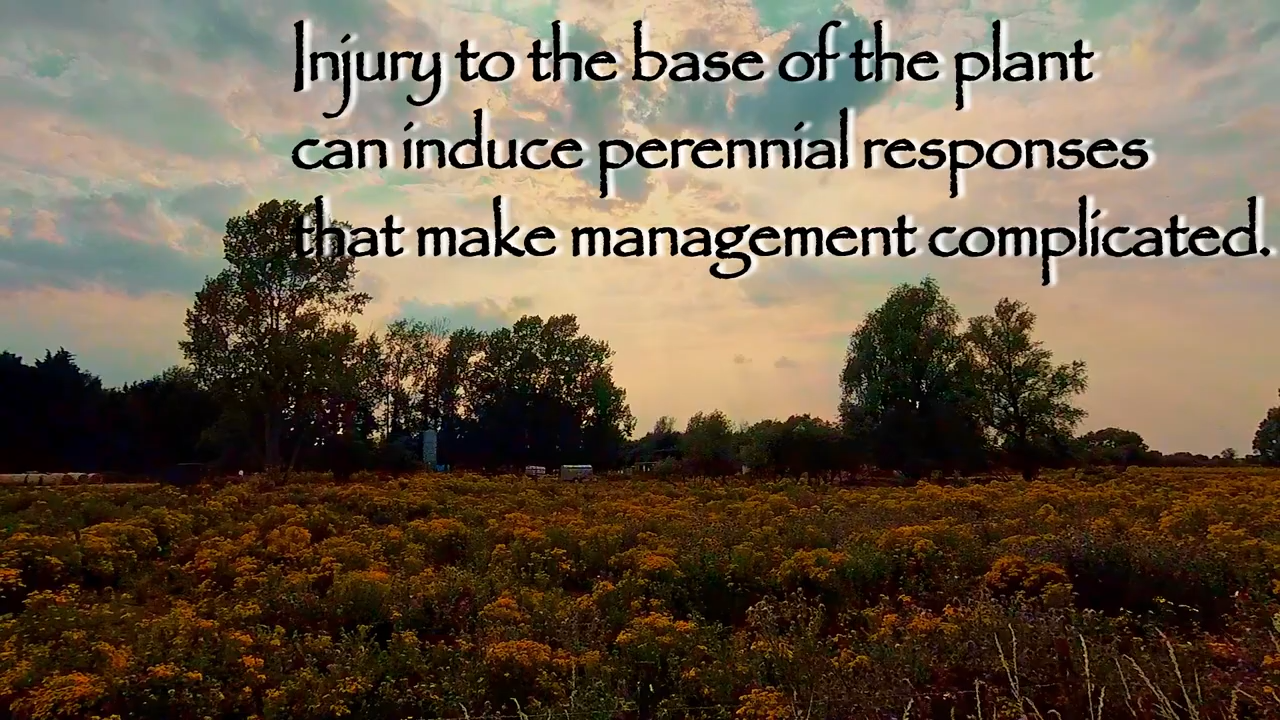 Injury to the base of the plant
can induce perennial responses
that make management complicated.